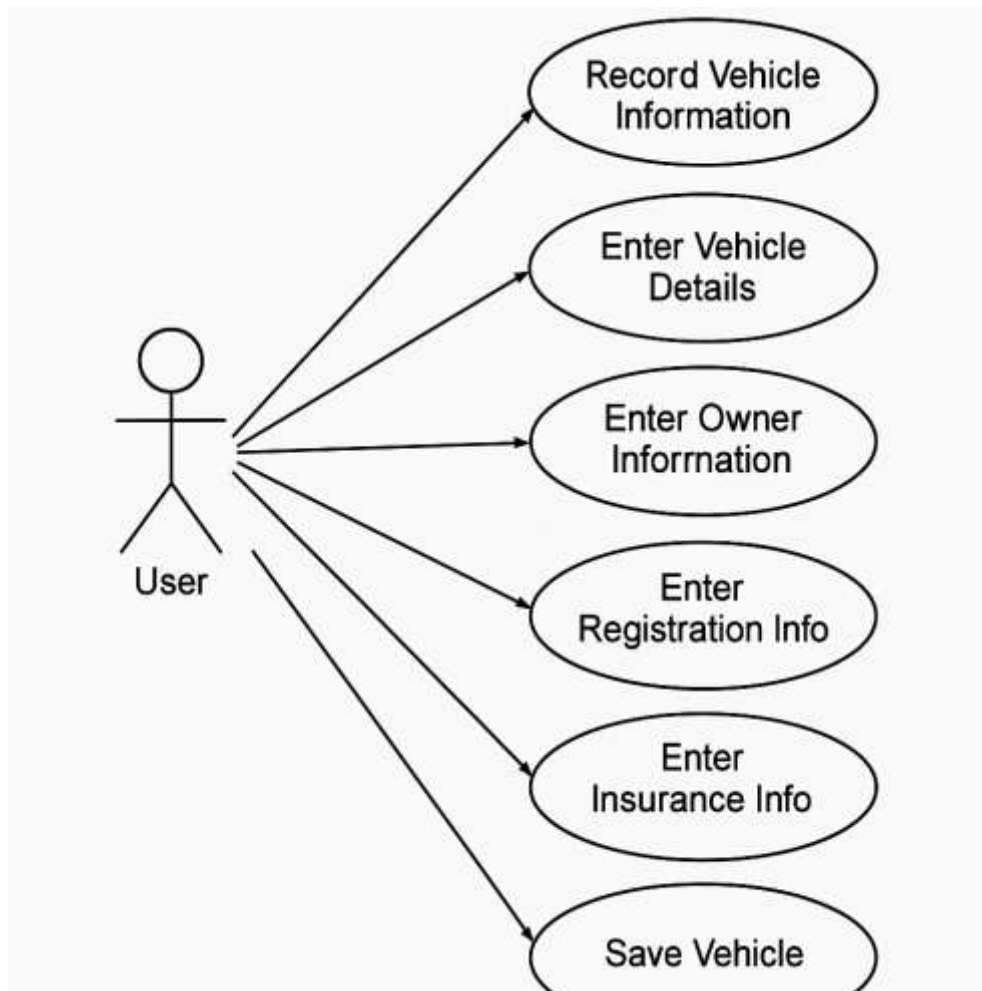 Record Vehicle
Information
Enter Vehicle
Details
Enter Owner
Inforrnation
Enter
Registration Info
User
Enter
Insurance Info
Save Vehicle